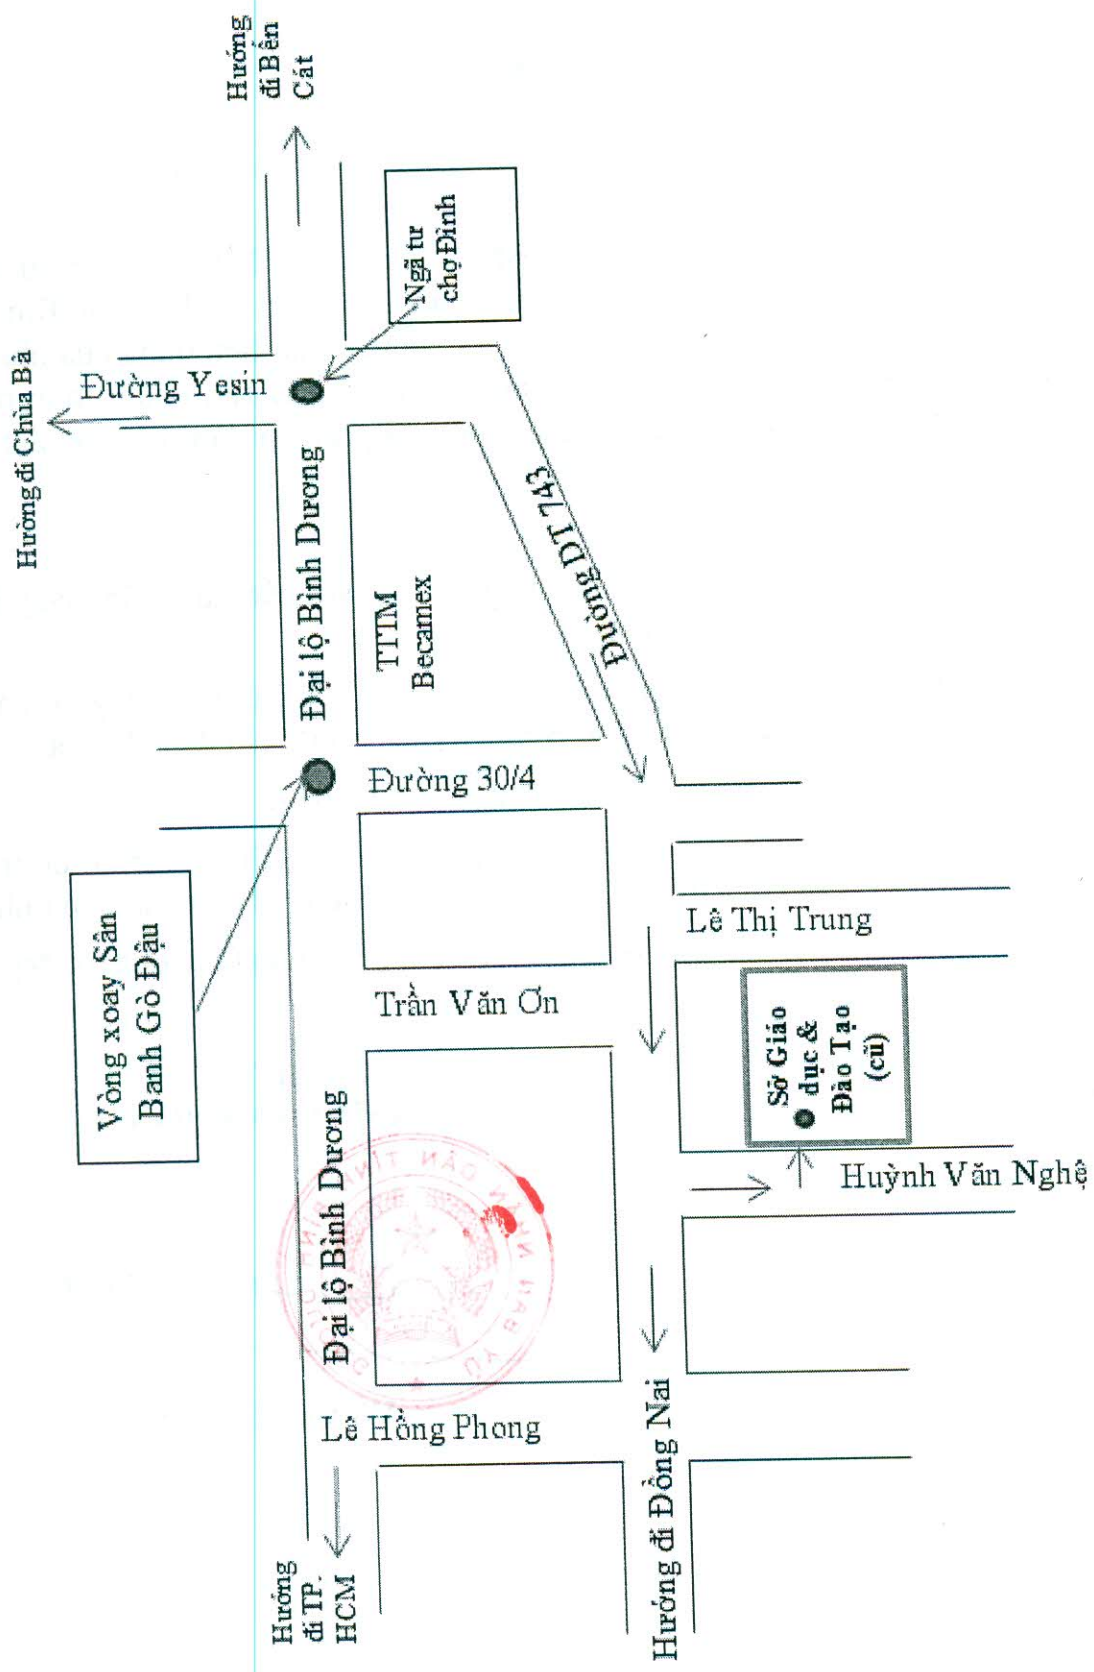 Hướng
đi Bến
Cát
Hường đi Chùa Bà
Đường Yesin
Ngã tư
chợ Đình
Đại lộ Bình Dương
TTTM
Becamex
Đường DT 743
Đường 30/4
Vòng xoay Sân
Banh Gò Đậu
Lê Thị Trung
Trần Văn Ơn
Sở Giáo
dục &
Đào Tạo
(cũ)
Huỳnh Văn Nghệ
Đại lộ Bình Dương
Lê Hồng Phong
Hướng đi Đồng Nai
Hướng
đi TP.
HCM